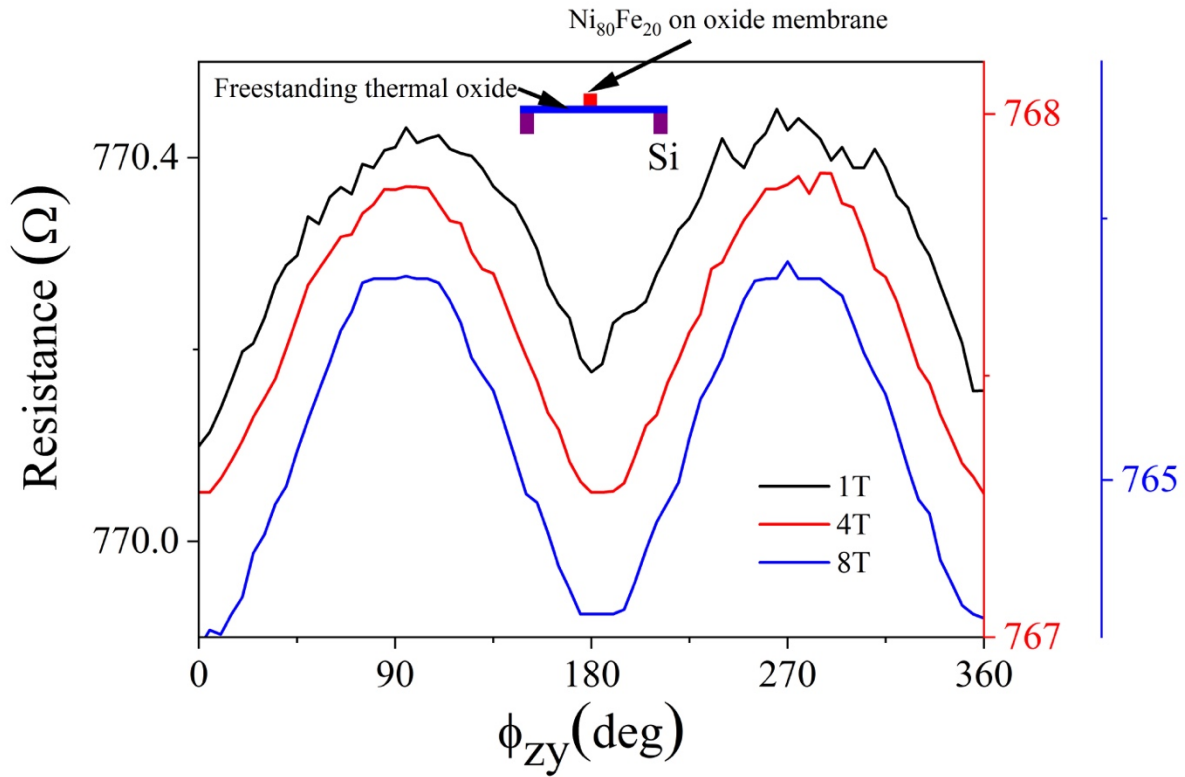 Ni₈₀Fe₂₀ on oxide membrane
Freestanding thermal oxide
Si
Resistance (Ω)
770.4
770.0
768
767
765
1T
4T
8T
0 90 180 270 360
ϕzy(deg)